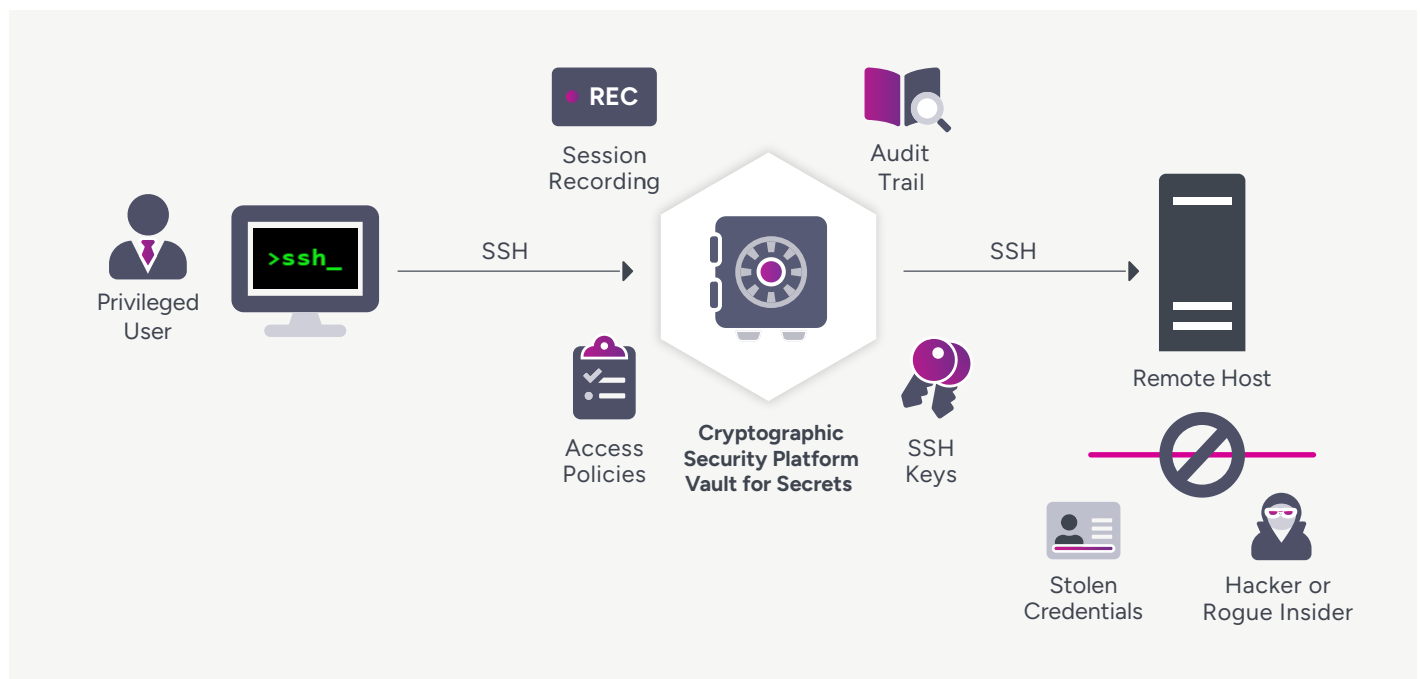 REC
Session
Recording
Audit
Trail
>ssh_
Privileged
User
SSH
SSH
Remote Host
Access
Policies
Cryptographic
Security Platform
Vault for Secrets
SSH
Keys
Stolen
Credentials
Hacker or
Rogue Insider